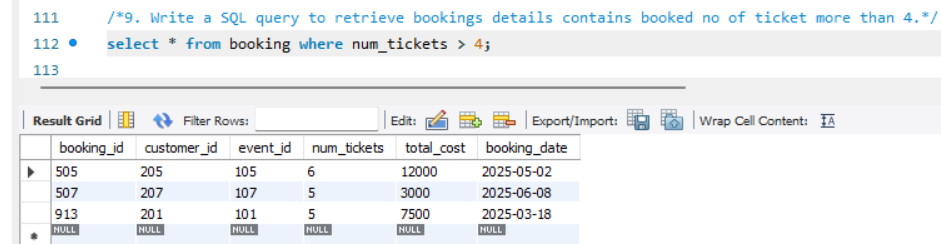 111 /*9. Write a SQL query to retrieve bookings details contains booked no of ticket more than 4.*/
112 select * from booking where num_tickets > 4;
113
Result Grid Filter Rows: Edit: Export/Import: Wrap Cell Content: IA
booking_id customer_id event_id num_tickets total_cost booking_date
505 205 105 6 12000 2025-05-02
507 207 107 5 3000 2025-06-08
913 201 101 5 7500 2025-03-18
NULL NULL NULL NULL NULL NULL